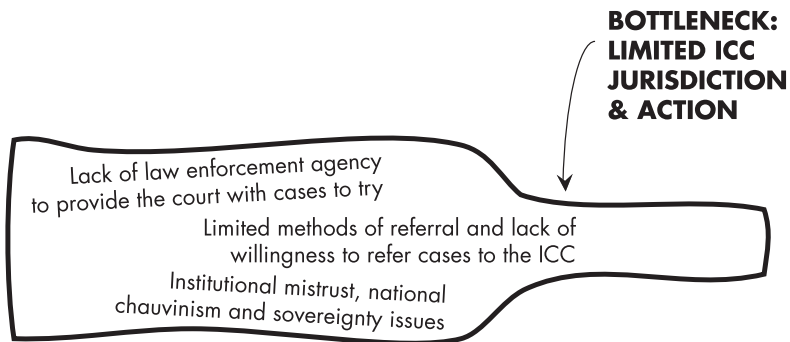 BOTTLENECK:
LIMITED ICC
JURISDICTION
& ACTION
Lack of law enforcement agency
to provide the court with cases to try
Limited methods of referral and lack of
willingness to refer cases to the ICC
Institutional mistrust, national
chauvinism and sovereignty issues